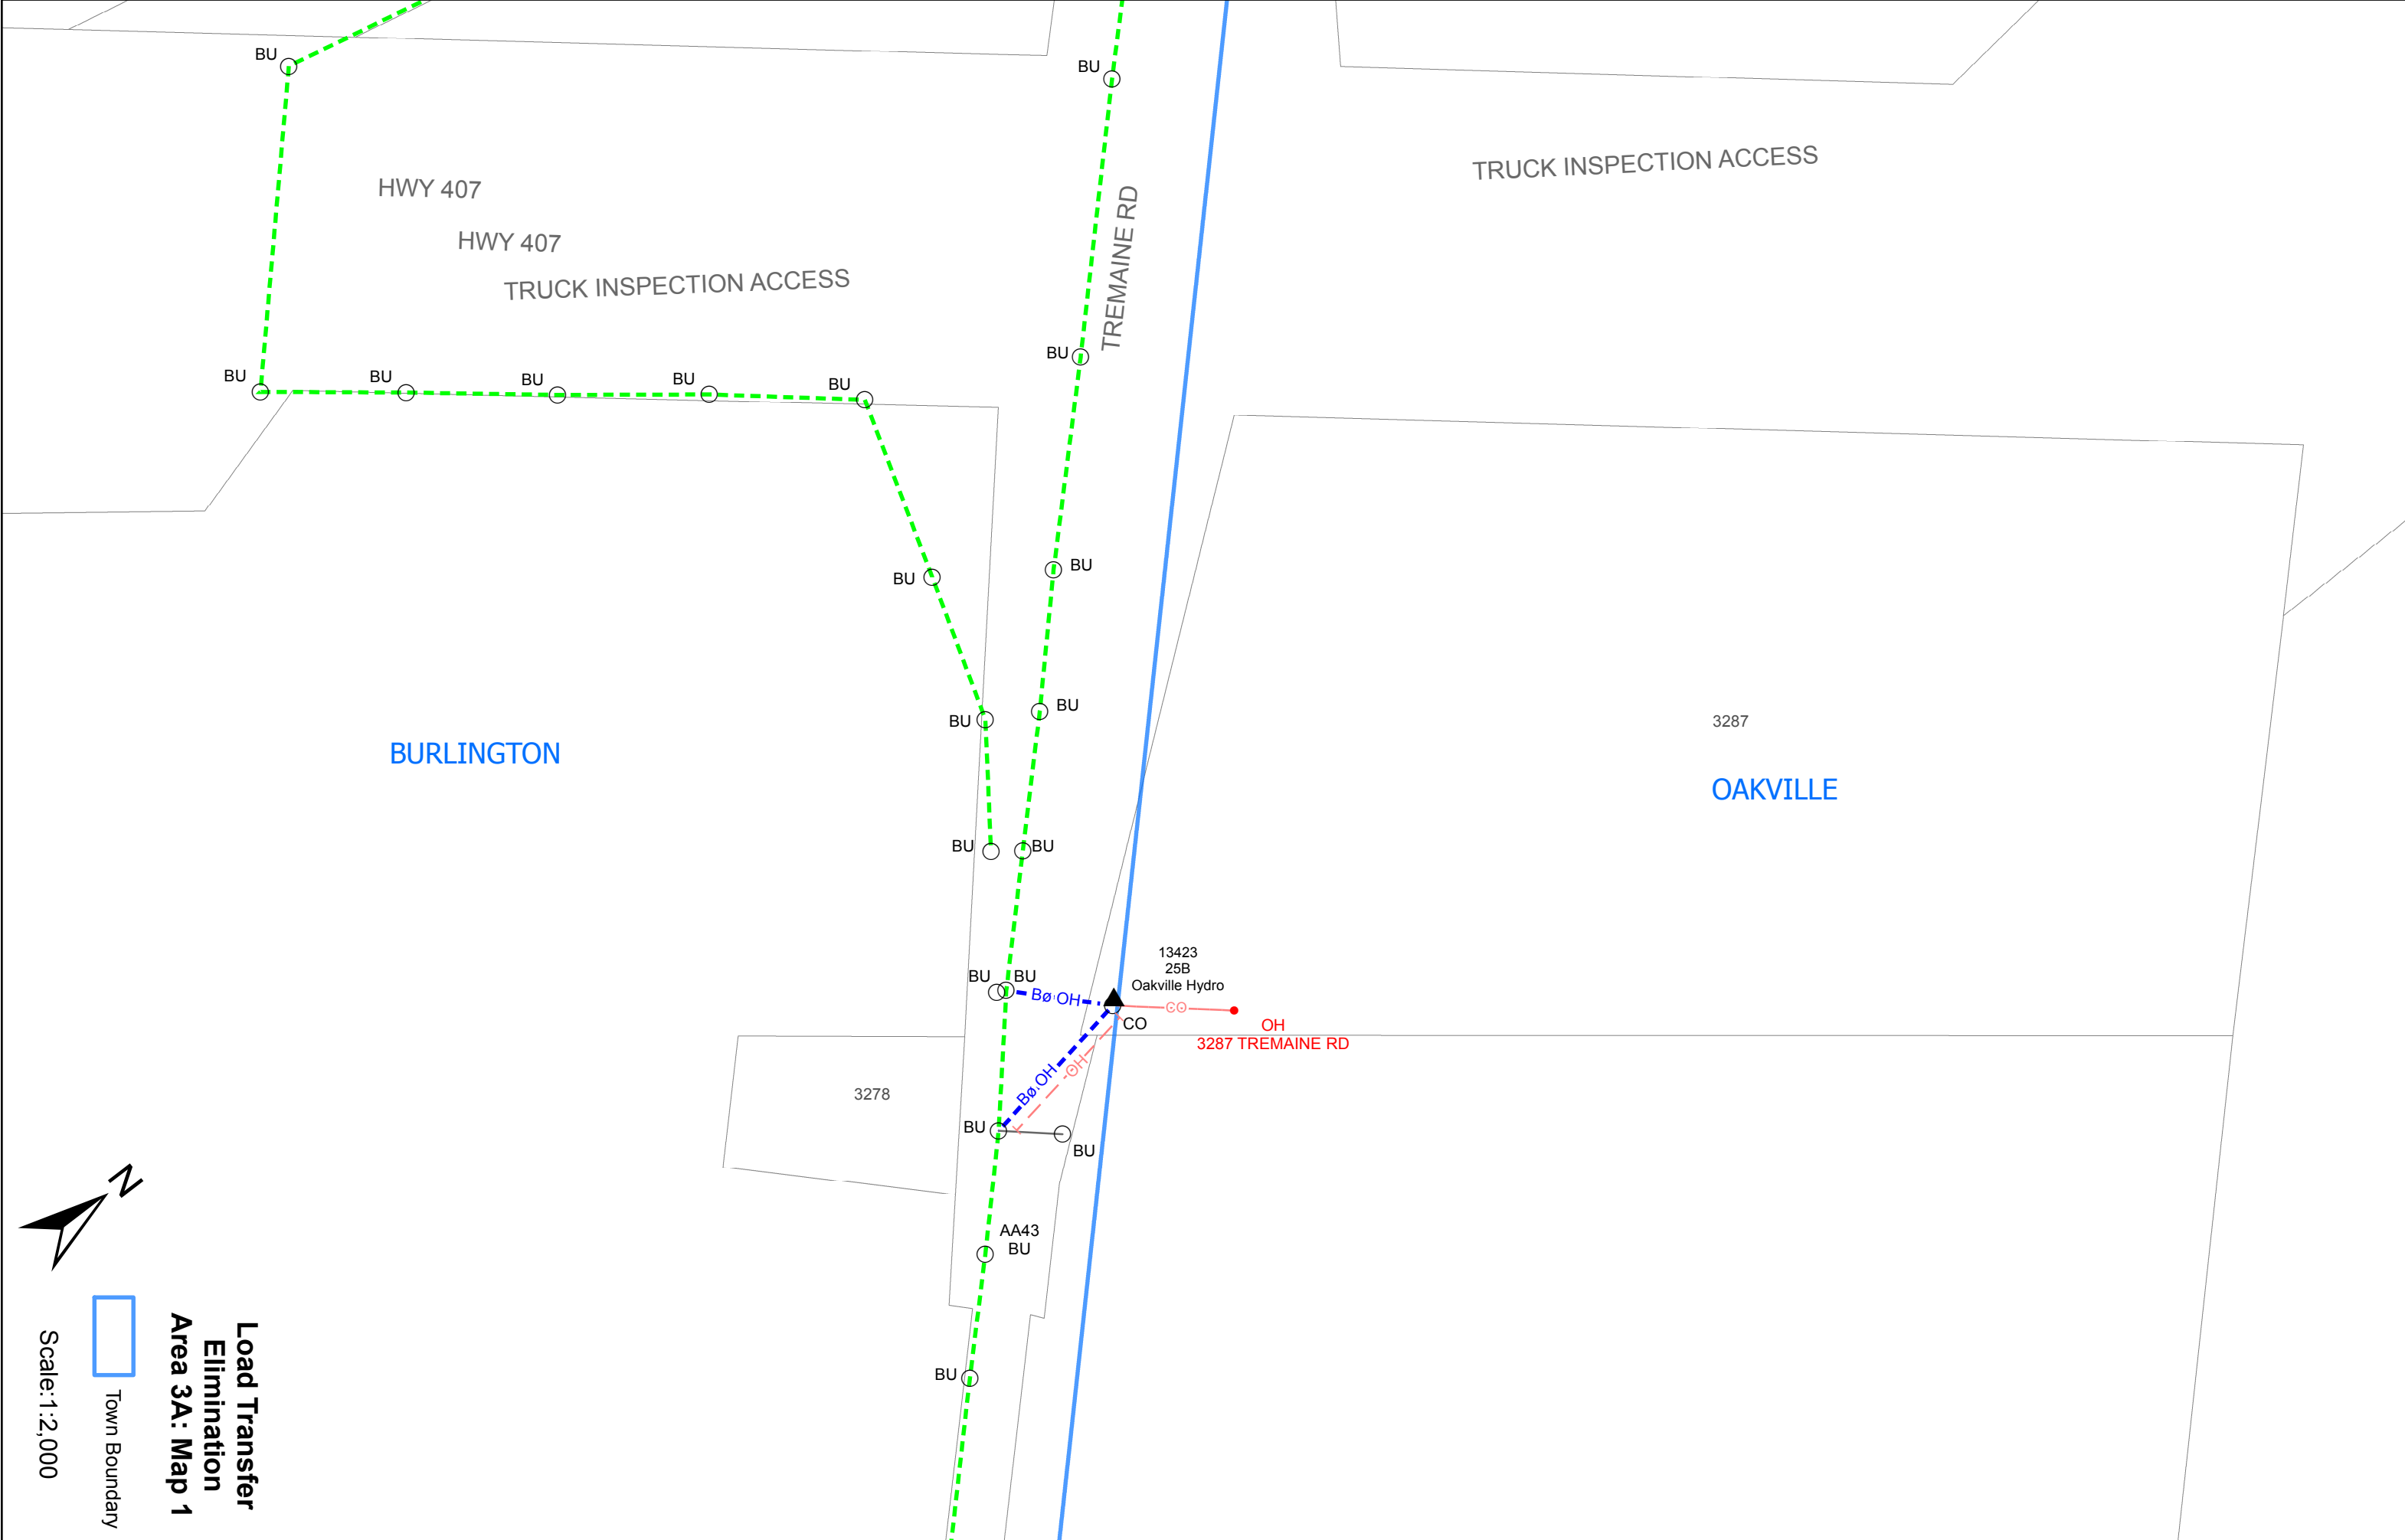 BU
BU
TRUCK INSPECTION ACCESS
HWY 407
HWY 407
TRUCK INSPECTION ACCESS
TREMAINE RD
BU
BU
BU
BU
BU
BU
BU
BU
BU
BU
BU
3287
BURLINGTON
OAKVILLE
BU
BU
13423
25B
Oakville Hydro
BU
BU
Bø OH
CO
CO
OH
3287 TREMAINE RD
Bø OH
OH
3278
BU
BU
AA43
BU
BU
N
Load Transfer
Elimination
Area 3A: Map 1
Town Boundary
Scale:1:2,000